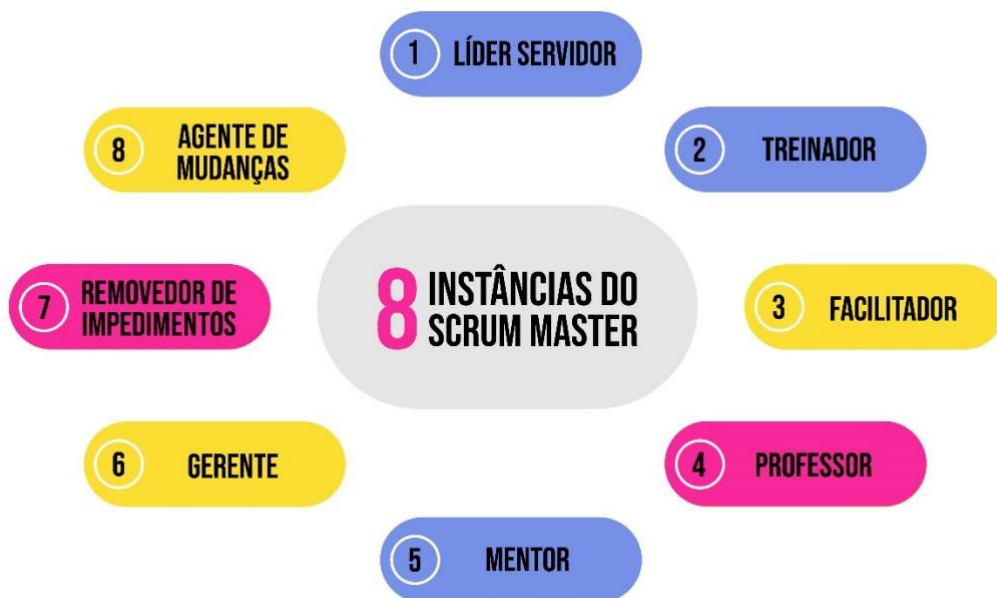 1 LÍDER SERVIDOR
2 TREINADOR
3 FACILITADOR
4 PROFESSOR
5 MENTOR
6 GERENTE
7 REMOVEDOR DE
IMPEDIMENTOS
8 AGENTE DE
MUDANÇAS
8 INSTÂNCIAS DO
SCRUM MASTER